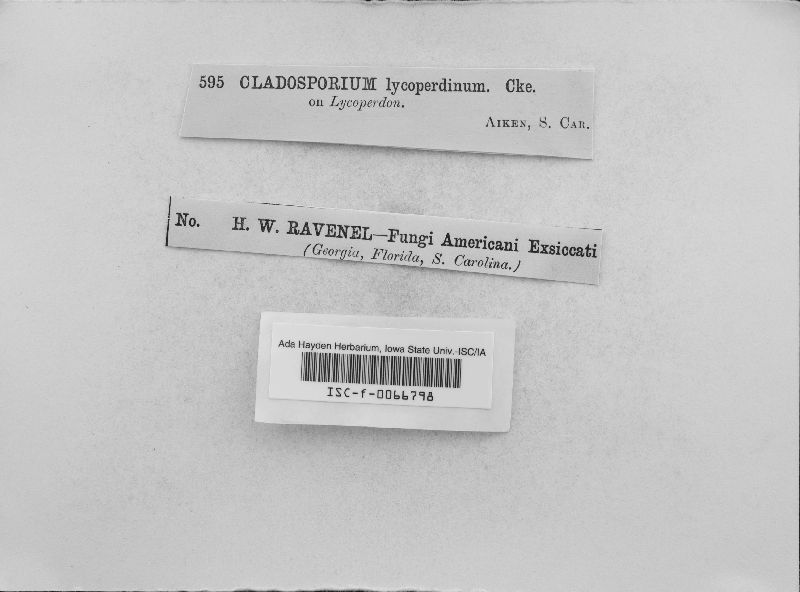 595 CLADOSPORIUM lycoperdinum. Cke.
on Lycoperdon.
AIKEN, S. CAR.
No. H. W. RAVENEL—Fungi Americani Exsiccati
(Georgia, Florida, S. Carolina.)
Ada Hayden Herbarium, Iowa State Univ.-ISC/IA
ISC-f-0066798